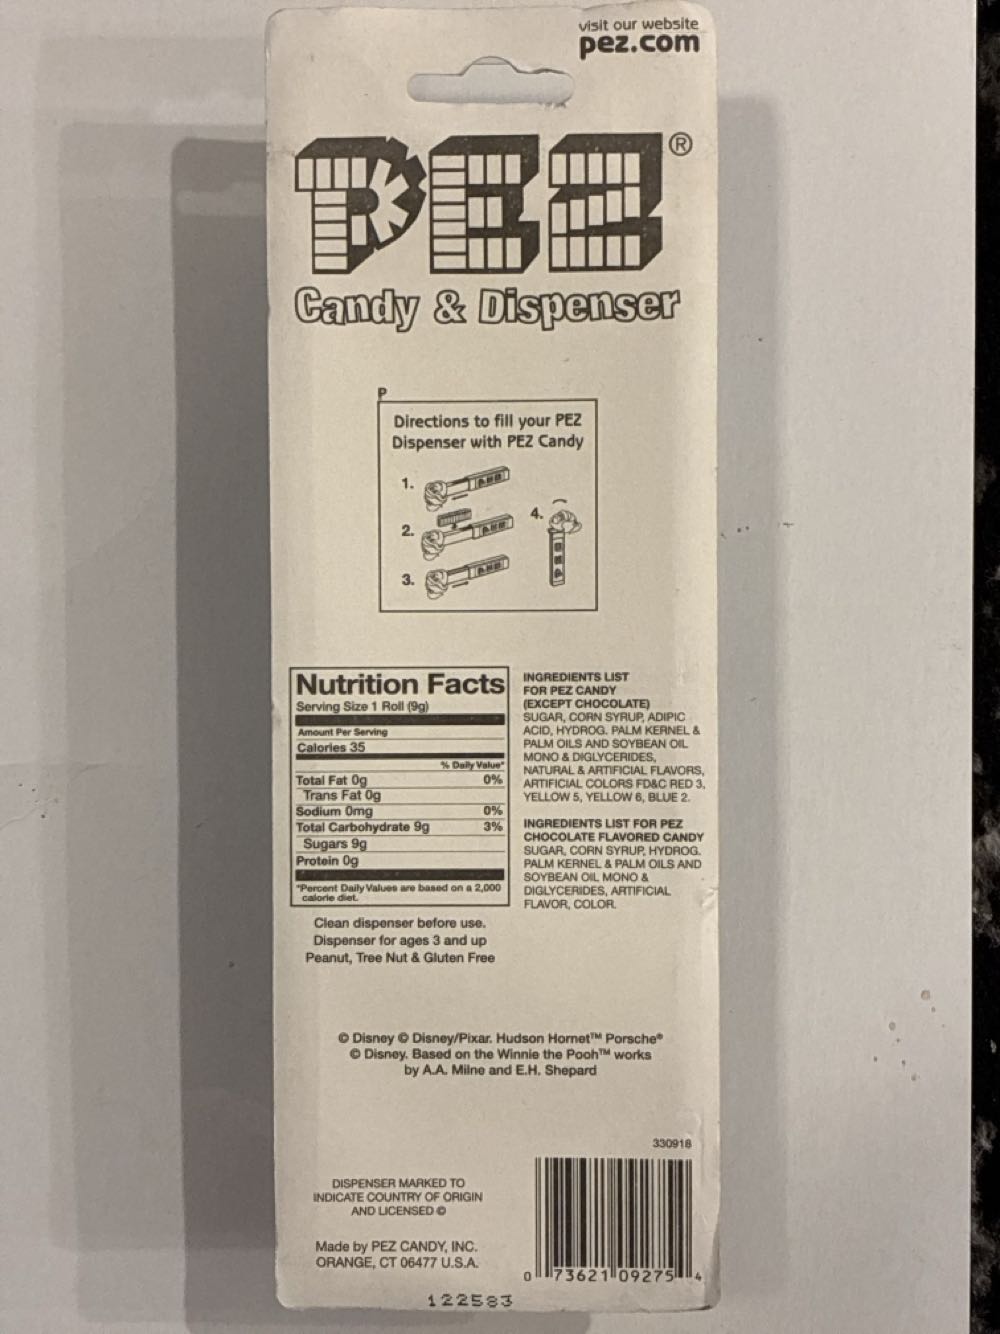 visit our website
pez.com
PEZ®
Candy & Dispenser
P
Directions to fill your PEZ
Dispenser with PEZ Candy
1.
2.
3.
4.
Nutrition Facts
Serving Size 1 Roll (9g)
Amount Per Serving
Calories 35
% Daily Value*
Total Fat 0g 0%
Trans Fat 0g
Sodium 0mg 0%
Total Carbohydrate 9g 3%
Sugars 9g
Protein 0g
*Percent Daily Values are based on a 2,000
calorie diet.
INGREDIENTS LIST
FOR PEZ CANDY
(EXCEPT CHOCOLATE)
SUGAR, CORN SYRUP, ADIPIC
ACID, HYDROG. PALM KERNEL &
PALM OILS AND SOYBEAN OIL
MONO & DIGLYCERIDES,
NATURAL & ARTIFICIAL FLAVORS,
ARTIFICIAL COLORS FD&C RED 3,
YELLOW 5, YELLOW 6, BLUE 2.
INGREDIENTS LIST FOR PEZ
CHOCOLATE FLAVORED CANDY
SUGAR, CORN SYRUP, HYDROG.
PALM KERNEL & PALM OILS AND
SOYBEAN OIL MONO &
DIGLYCERIDES, ARTIFICIAL
FLAVOR, COLOR.
Clean dispenser before use.
Dispenser for ages 3 and up
Peanut, Tree Nut & Gluten Free
© Disney © Disney/Pixar. Hudson Hornet™ Porsche®
© Disney. Based on the Winnie the Pooh™ works
by A.A. Milne and E.H. Shepard
330918
DISPENSER MARKED TO
INDICATE COUNTRY OF ORIGIN
AND LICENSED ©
Made by PEZ CANDY, INC.
ORANGE, CT 06477 U.S.A.
0 73621 09275 4
122583